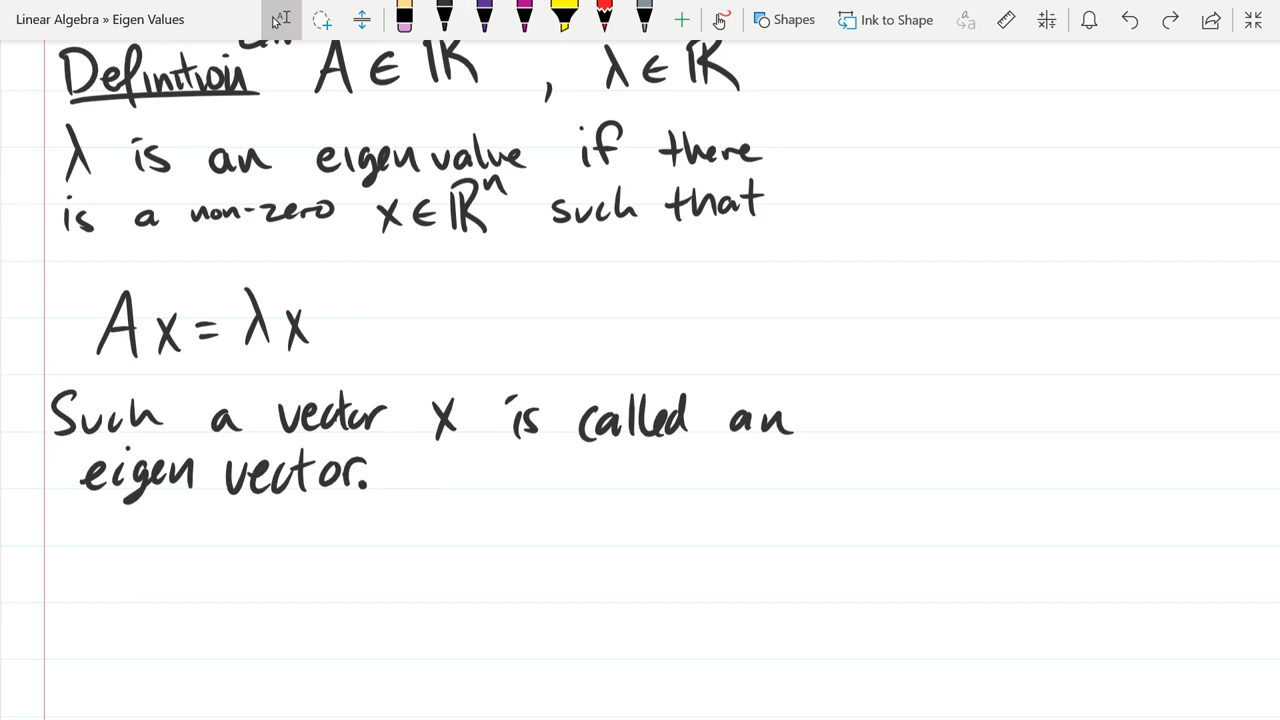 Linear Algebra » Eigen Values
Shapes
Ink to Shape
Definition A ∈ ℝ , λ ∈ ℝ
λ is an eigen value if there
is a non-zero x ∈ ℝⁿ such that
Ax = λx
Such a vector x is called an
eigen vector.